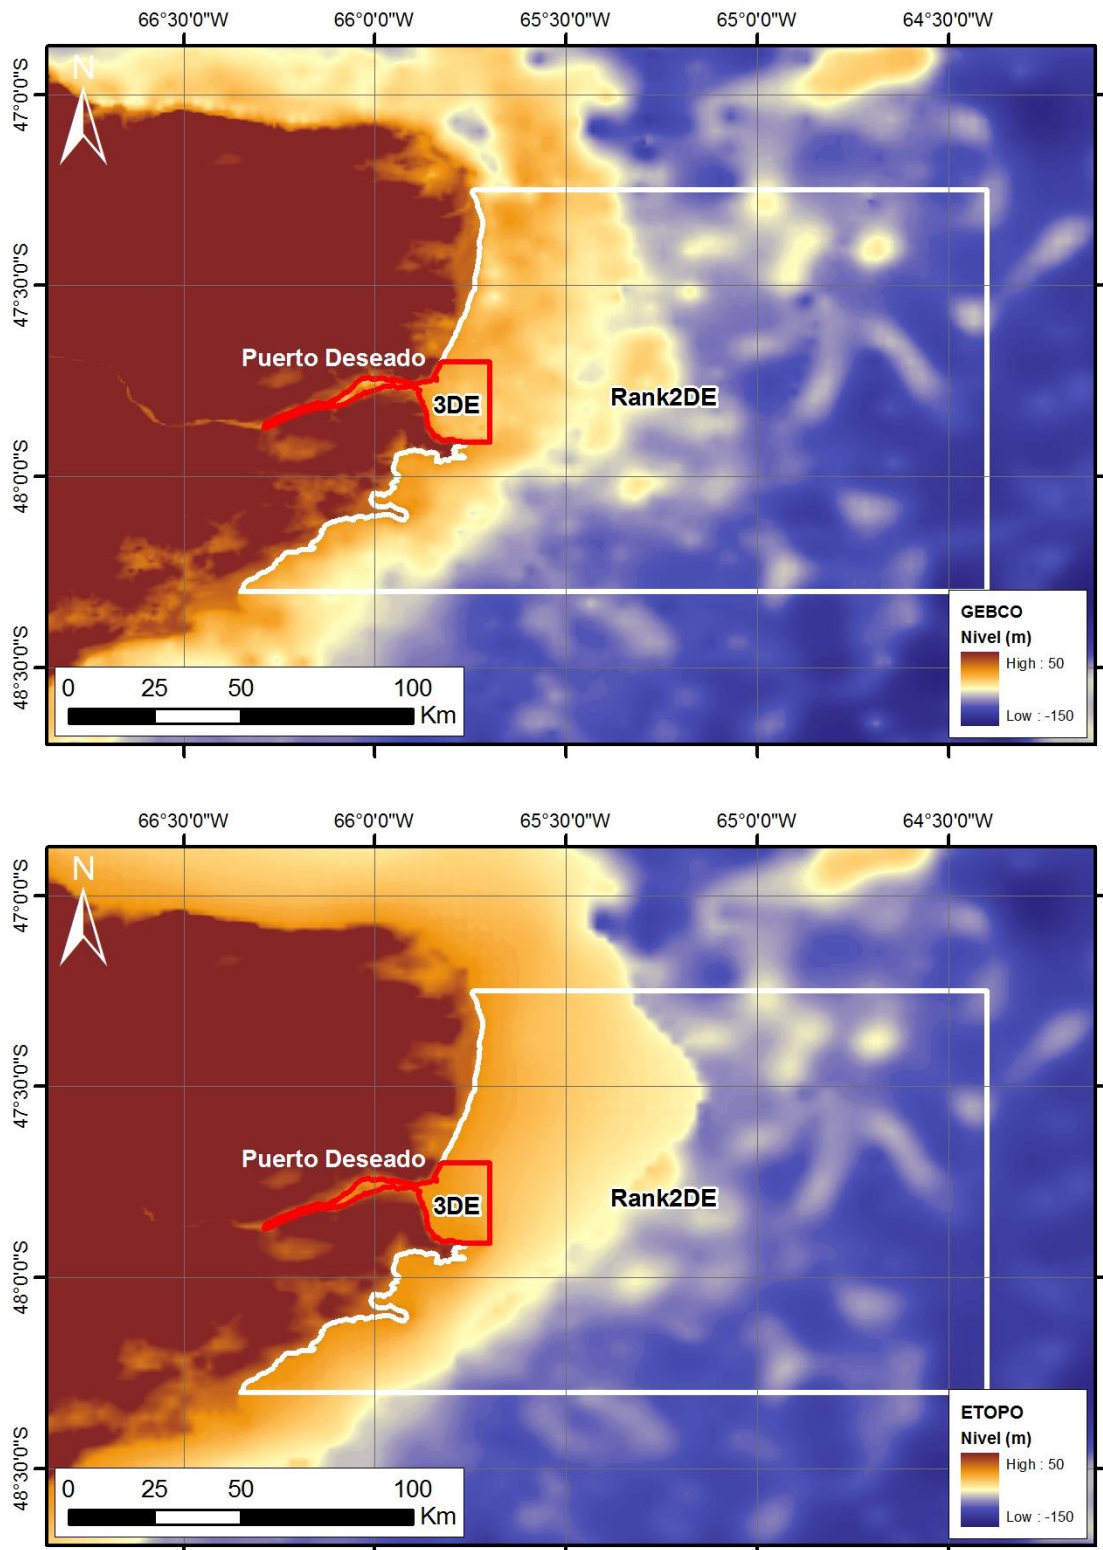 66°30'0"W 66°0'0"W 65°30'0"W 65°0'0"W 64°30'0"W
47°0'0"S
47°30'0"S
48°0'0"S
48°30'0"S
N
Puerto Deseado
3DE
Rank2DE
0 25 50 100
Km
GEBCO
Nivel (m)
High : 50
Low : -150
66°30'0"W 66°0'0"W 65°30'0"W 65°0'0"W 64°30'0"W
47°0'0"S
47°30'0"S
48°0'0"S
48°30'0"S
N
Puerto Deseado
3DE
Rank2DE
0 25 50 100
Km
ETOPO
Nivel (m)
High : 50
Low : -150